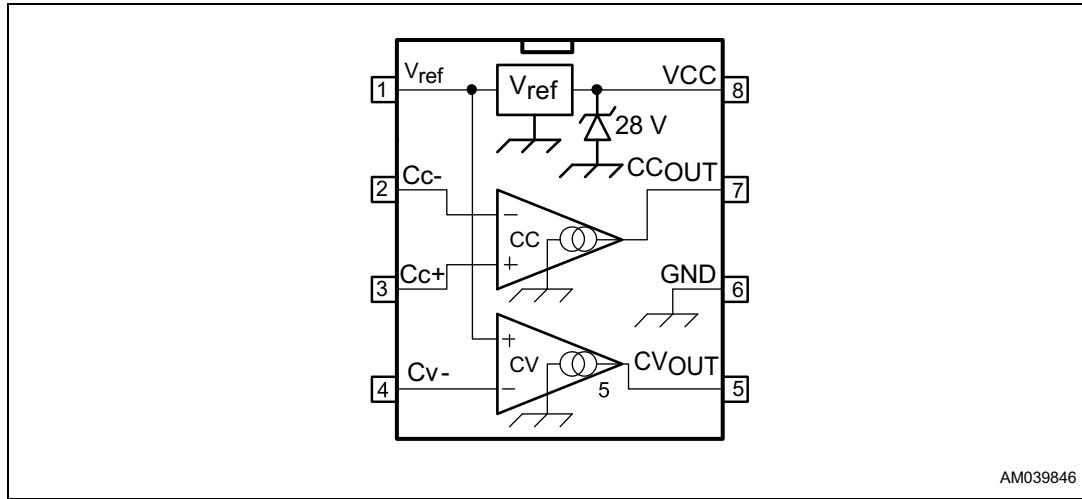 Vref
1
Vref
VCC
8
28 V
Cc-
2
CCOUT
7
−
CC
+
Cc+
3
GND
6
+
CV
−
5
Cv-
4
CVOUT
5
AM039846